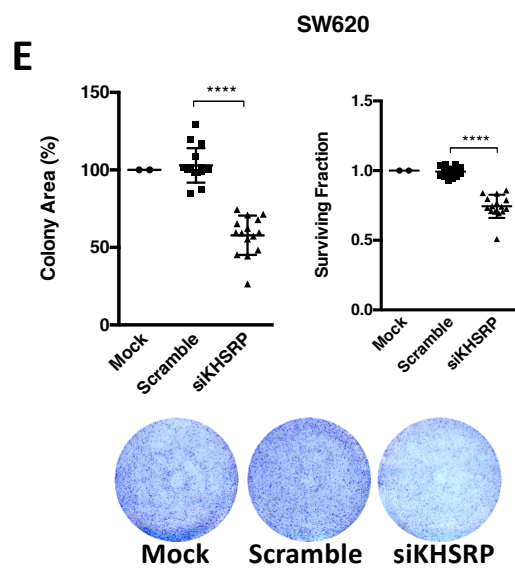 SW620
E
****
150
100
50
0
Colony Area (%)
Mock
Scramble
siKHSRP
****
1.5
1.0
0.5
0.0
Surviving Fraction
Mock
Scramble
siKHSRP
Mock Scramble siKHSRP